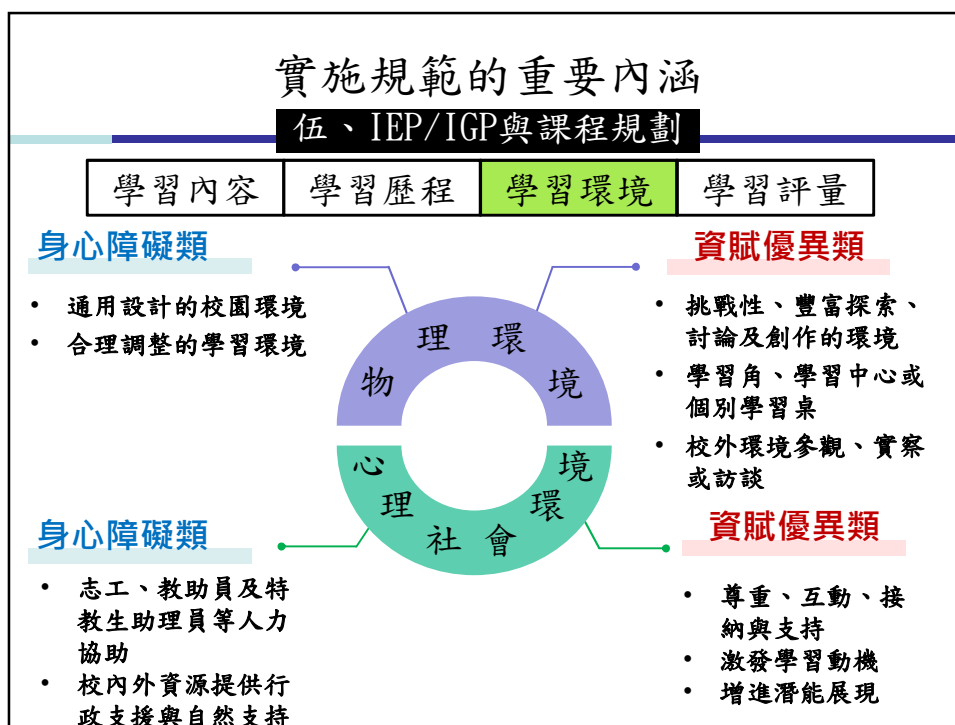 實施規範的重要內涵
伍、IEP/IGP與課程規劃
學習內容 學習歷程 學習環境 學習評量
身心障礙類
• 通用設計的校園環境
• 合理調整的學習環境
物理環境
資賦優異類
• 挑戰性、豐富探索、
討論及創作的環境
• 學習角、學習中心或
個別學習桌
• 校外環境參觀、實察
或訪談
心理社會環境
身心障礙類
• 志工、教助員及特
教生助理員等人力
協助
• 校內外資源提供行
政支援與自然支持
資賦優異類
• 尊重、互動、接
納與支持
• 激發學習動機
• 增進潛能展現